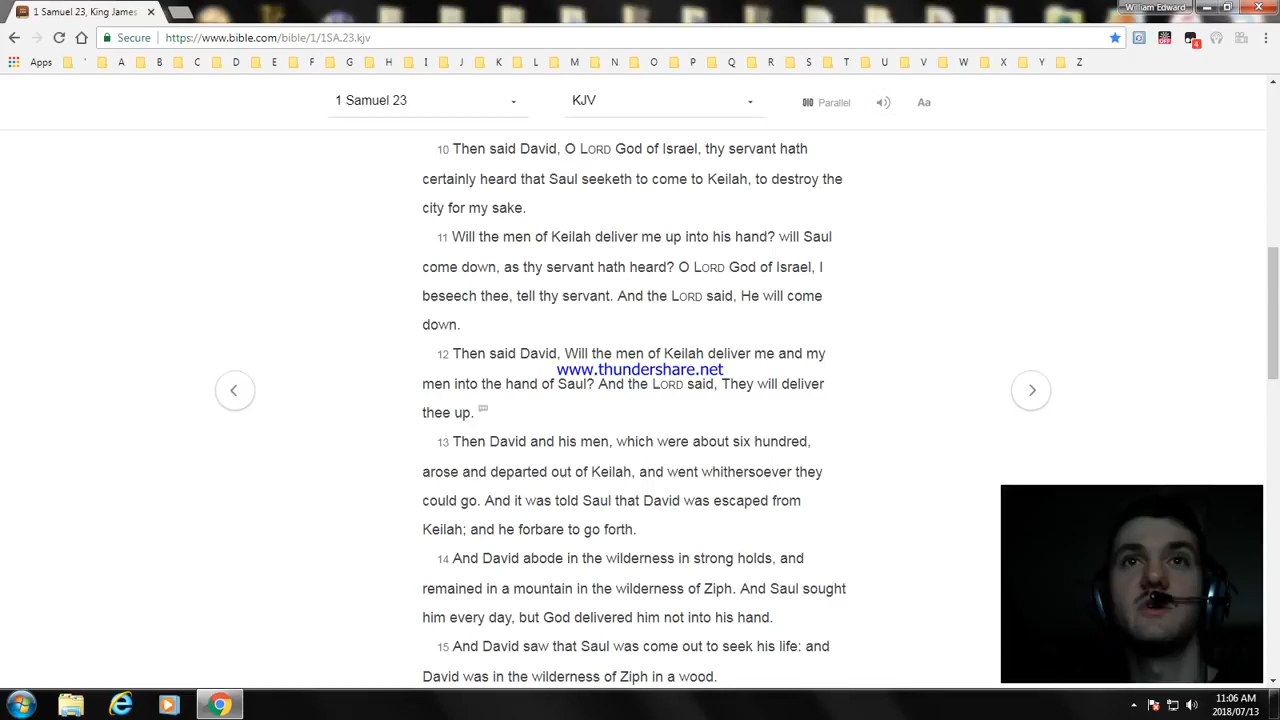 1 Samuel 23, King James
William Edward
Secure
https://www.bible.com/bible/1/1SA.23.kjv
OFF
4
Apps ' A B C D E F G H I J K L M N O P Q R S T U V W X Y Z
1 Samuel 23
KJV
Parallel
Aa
10 Then said David, O LORD God of Israel, thy servant hath
certainly heard that Saul seeketh to come to Keilah, to destroy the
city for my sake.
11 Will the men of Keilah deliver me up into his hand? will Saul
come down, as thy servant hath heard? O LORD God of Israel, I
beseech thee, tell thy servant. And the LORD said, He will come
down.
12 Then said David, Will the men of Keilah deliver me and my
www.thundershare.net
men into the hand of Saul? And the LORD said, They will deliver
thee up.
13 Then David and his men, which were about six hundred,
arose and departed out of Keilah, and went whithersoever they
could go. And it was told Saul that David was escaped from
Keilah; and he forbare to go forth.
14 And David abode in the wilderness in strong holds, and
remained in a mountain in the wilderness of Ziph. And Saul sought
him every day, but God delivered him not into his hand.
15 And David saw that Saul was come out to seek his life: and
David was in the wilderness of Ziph in a wood.
11:06 AM
2018/07/13